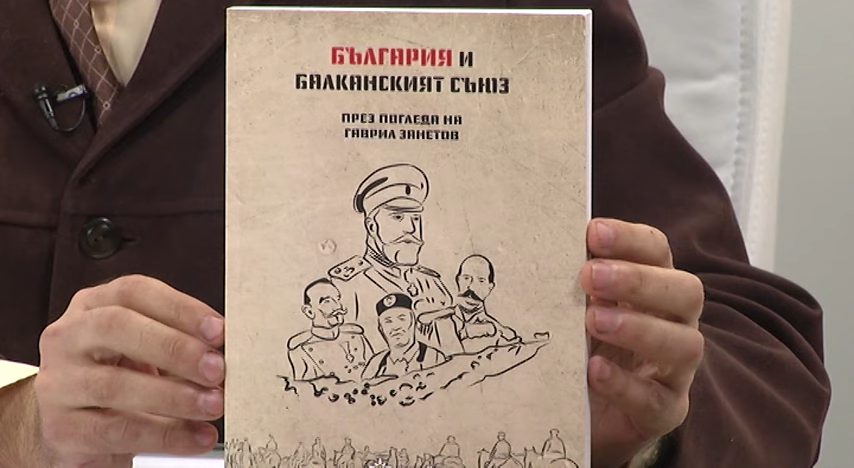 БЪЛГАРИЯ И
БАЛКАНСКИЯТ СЪЮЗ
ПРЕЗ ПОГЛЕДА НА
ГАВРИЛ ЗАНЕТОВ